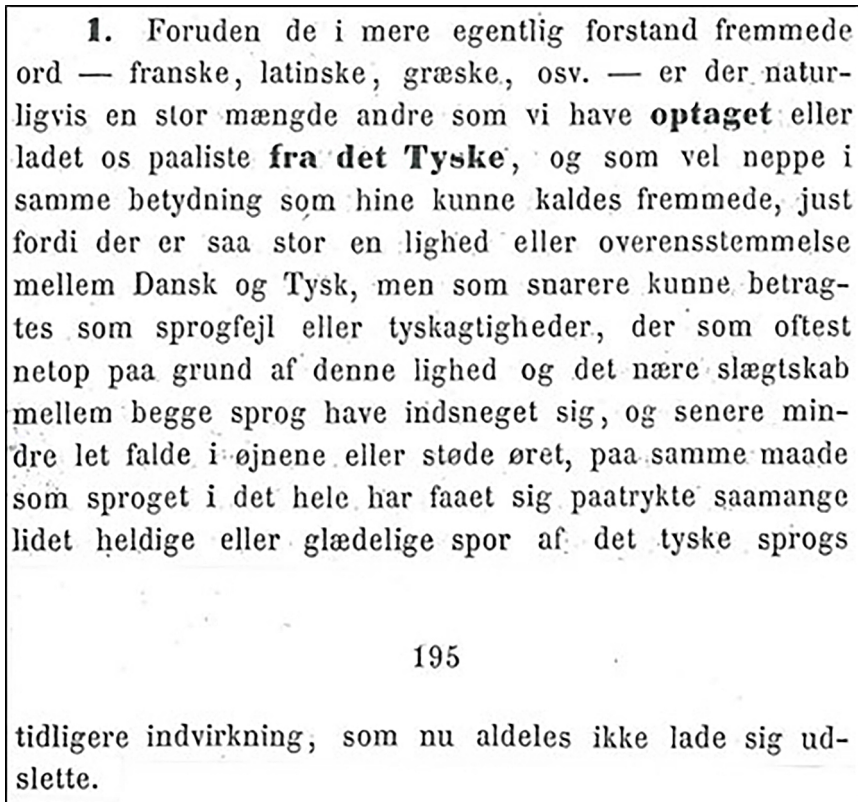 1. Foruden de i mere egentlig forstand fremmede
ord — franske, latinske, græske, osv. — er der natur-
ligvis en stor mængde andre som vi have optaget eller
ladet os paaliste fra det Tyske, og som vel neppe i
samme betydning som hine kunne kaldes fremmede, just
fordi der er saa stor en lighed eller overensstemmelse
mellem Dansk og Tysk, men som snarere kunne betrag-
tes som sprogfejl eller tyskagtigheder, der som oftest
netop paa grund af denne lighed og det nære slægtskab
mellem begge sprog have indsneget sig, og senere min-
dre let falde i øjnene eller støde øret, paa samme maade
som sproget i det hele har faaet sig paatrykte saamange
lidet heldige eller glædelige spor af det tyske sprogs
195
tidligere indvirkning, som nu aldeles ikke lade sig ud-
slette.